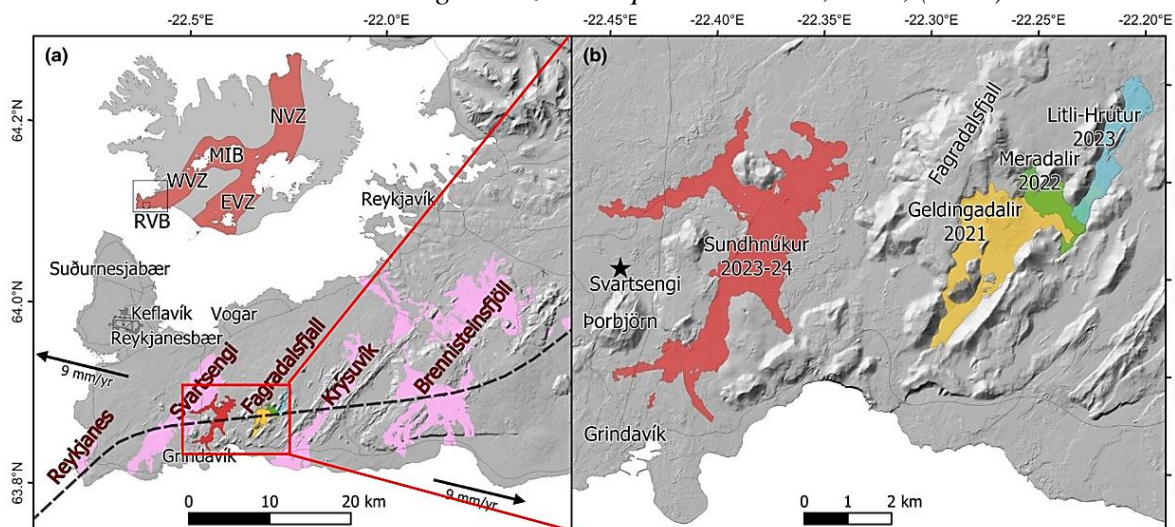 -22.5
-22.0
-22.45
-22.40
-22.35
-22.30
-22.25
-22.20°E
(a)
64.2°N
64.0°N
63.8°N
NVZ
MIB
WVZ
EVZ
RVB
Reykjavík
Suðurnesjabær
Keflavík
Vogar
Reykjanesbær
9 mm/yr
Reykjanes
Svartsengi
Fagradalsfjall
Krýsuvík
Brennisteinsfjöll
Grindavík
9 mm/yr
0 10 20 km
(b)
Fagradalsfjall
Litli-Hrútur
2023
Meradalir
2022
Geldingadalir
2021
Sundhnúkur
2023-24
Svartsengi
Þorbjörn
Grindavík
0 1 2 km